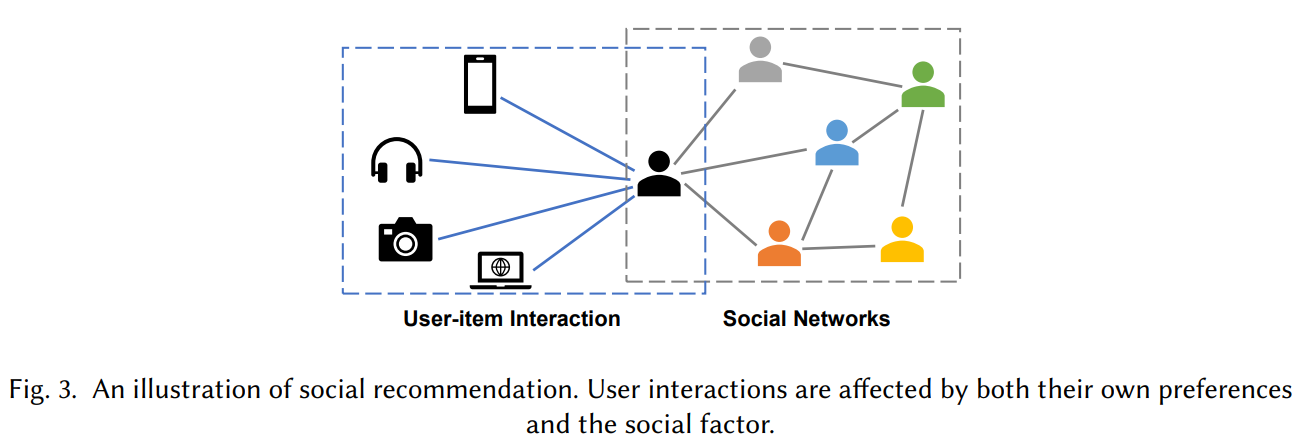 User-item Interaction
Social Networks
Fig. 3. An illustration of social recommendation. User interactions are affected by both their own preferences
and the social factor.